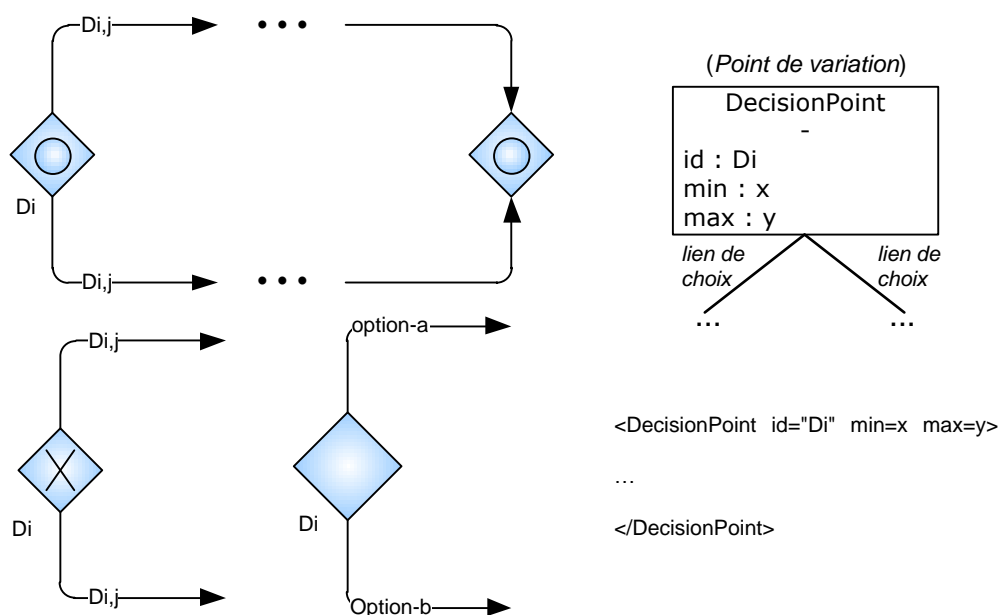 Di,j
• • •
Di
Di,j
• • •
(Point de variation)
DecisionPoint
-
id : Di
min : x
max : y
lien de
choix
lien de
choix
...
...
Di,j
Di
Di,j
option-a
Di
Option-b
<DecisionPoint id="Di" min=x max=y>
…
</DecisionPoint>